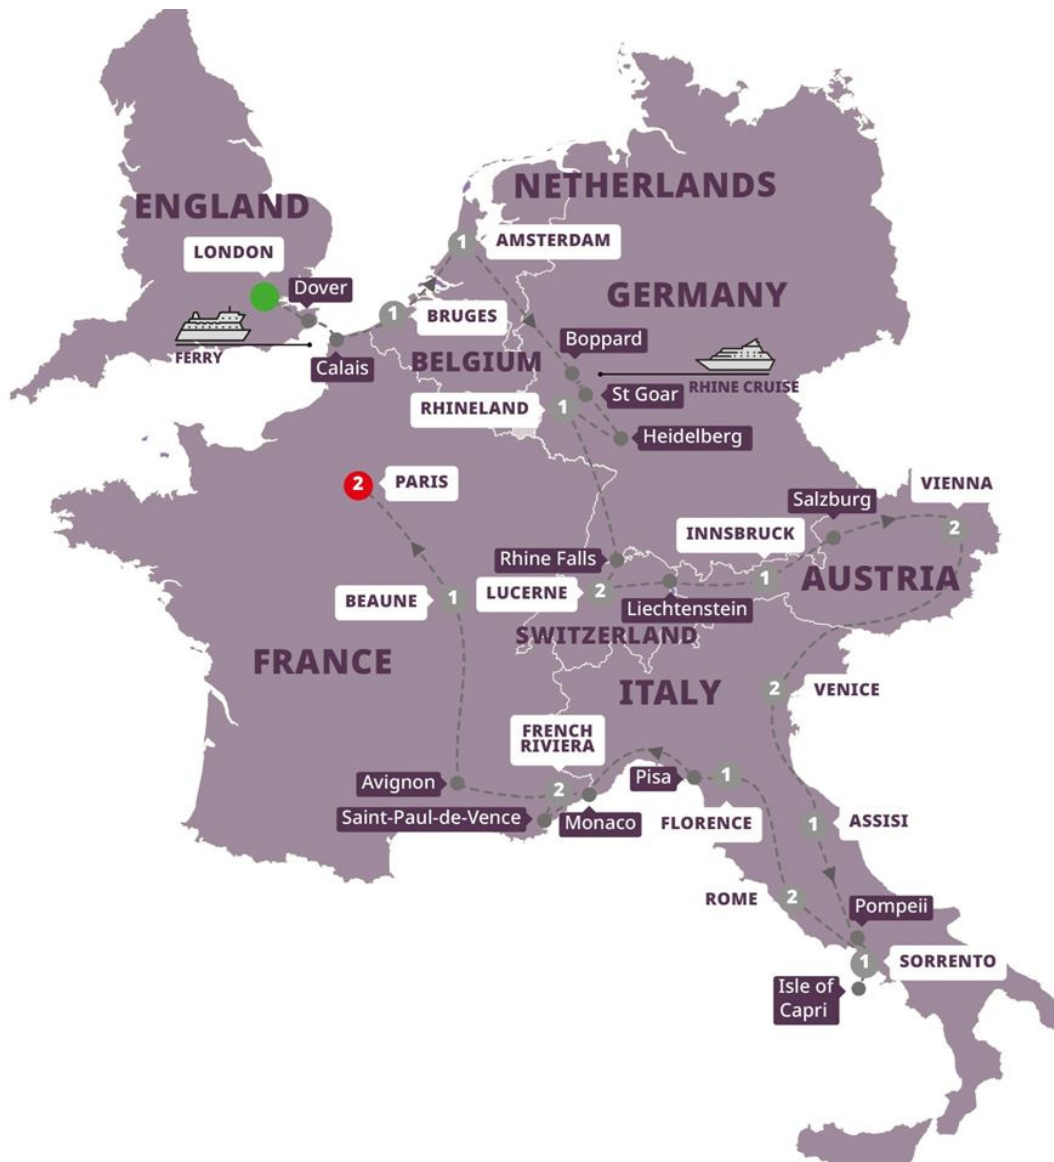 NETHERLANDS
ENGLAND
LONDON
1
AMSTERDAM
Dover
GERMANY
1
BRUGES
Boppard
FERRY
Calais
BELGIUM
RHINE CRUISE
St Goar
RHINELAND
1
Heidelberg
2
PARIS
VIENNA
Salzburg
2
INNSBRUCK
Rhine Falls
1
AUSTRIA
BEAUNE
1
LUCERNE
2
Liechtenstein
SWITZERLAND
FRANCE
ITALY
2
VENICE
FRENCH
RIVIERA
Avignon
2
Pisa
1
Saint-Paul-de-Vence
Monaco
FLORENCE
1
ASSISI
ROME
2
Pompeii
1
SORRENTO
Isle of
Capri